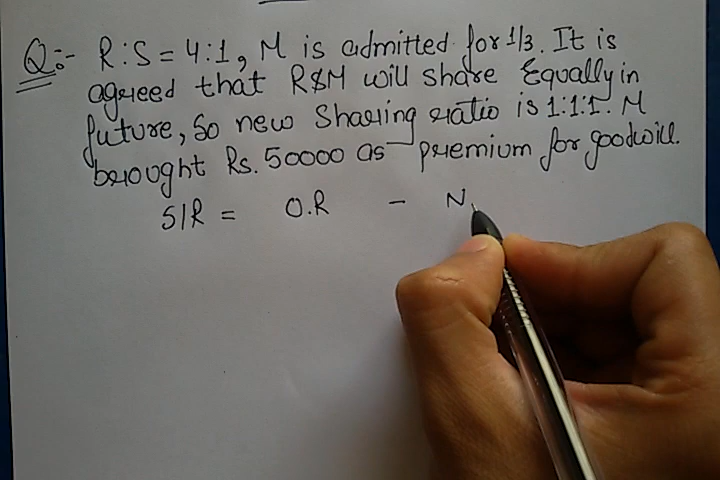 Q:- R:S = 4:1, M is admitted for 1/3. It is
agreed that R&M will share Equally in
future, So new Sharing ratio is 1:1:1. M
brought Rs. 50000 as premium for goodwill.
S/R = O.R - N